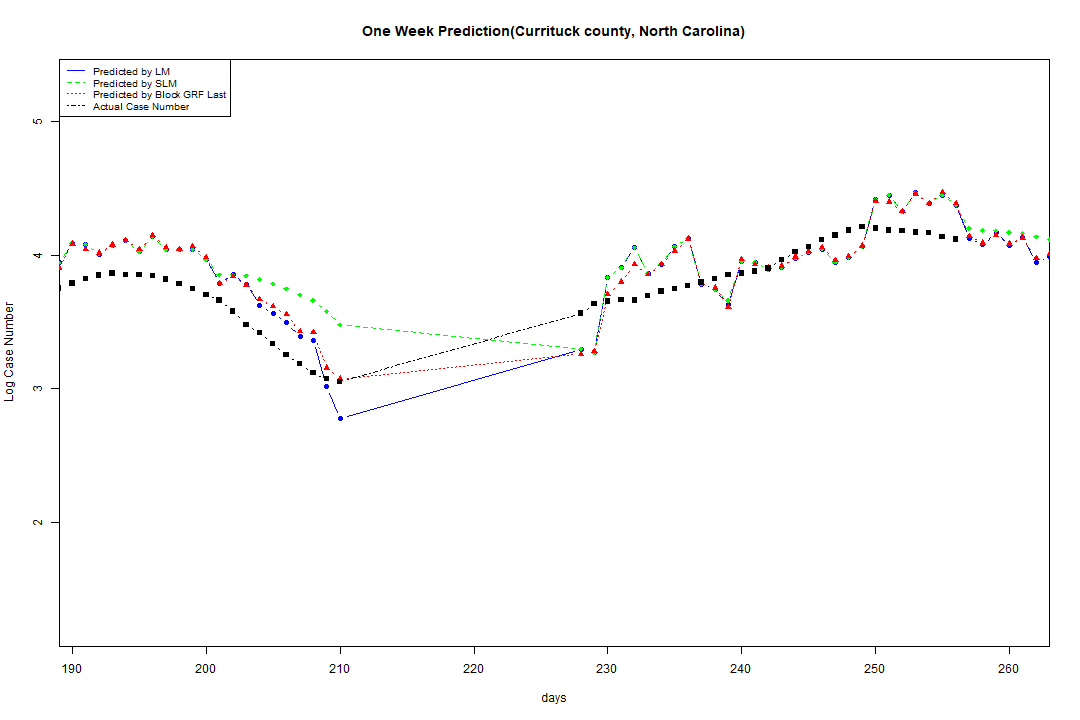 One Week Prediction(Currituck county, North Carolina)
Predicted by LM
Predicted by SLM
Predicted by Block GRF Last
Actual Case Number
Log Case Number
5
4
3
2
190 200 210 220 230 240 250 260
days